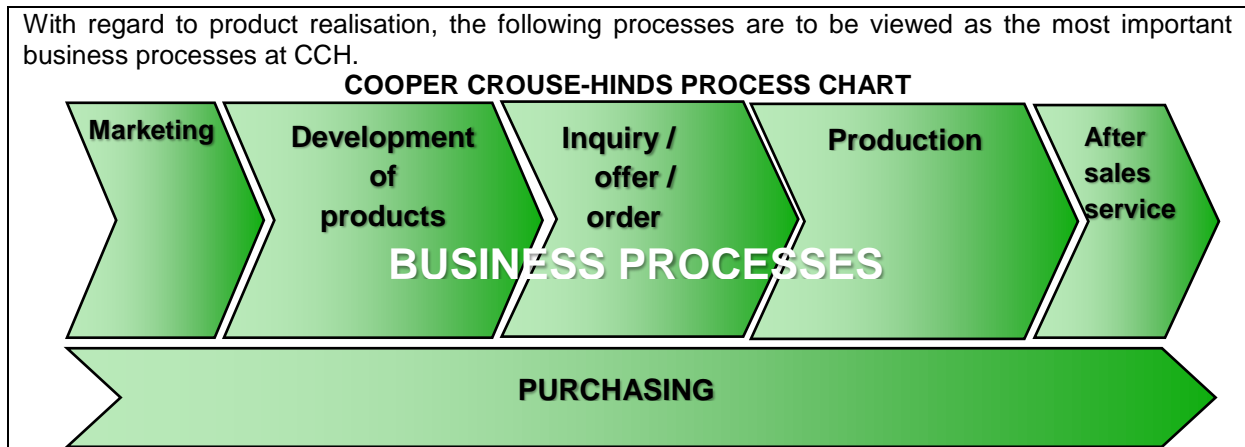 With regard to product realisation, the following processes are to be viewed as the most important
business processes at CCH.
COOPER CROUSE-HINDS PROCESS CHART
Marketing
Development
of
products
Inquiry /
offer /
order
Production
After
sales
service
BUSINESS PROCESSES
PURCHASING